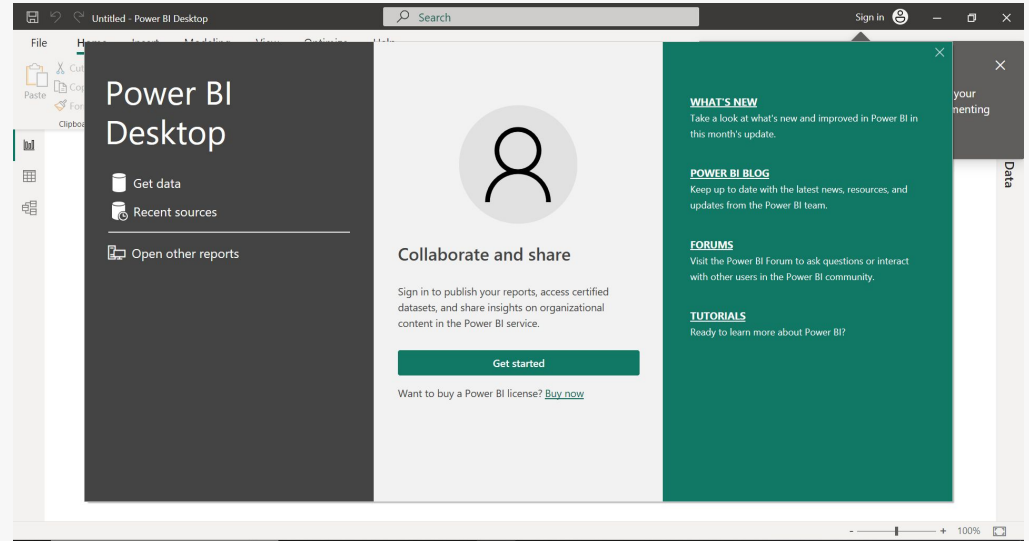 Untitled - Power BI Desktop
Search
Sign in
File
Paste
Clipboa
Power BI
Desktop
Get data
Recent sources
Open other reports
Collaborate and share
Sign in to publish your reports, access certified
datasets, and share insights on organizational
content in the Power BI service.
Get started
Want to buy a Power BI license? Buy now
WHAT'S NEW
Take a look at what's new and improved in Power BI in
this month's update.
POWER BI BLOG
Keep up to date with the latest news, resources, and
updates from the Power BI team.
FORUMS
Visit the Power BI Forum to ask questions or interact
with other users in the Power BI community.
TUTORIALS
Ready to learn more about Power BI?
your
menting
Data
100%